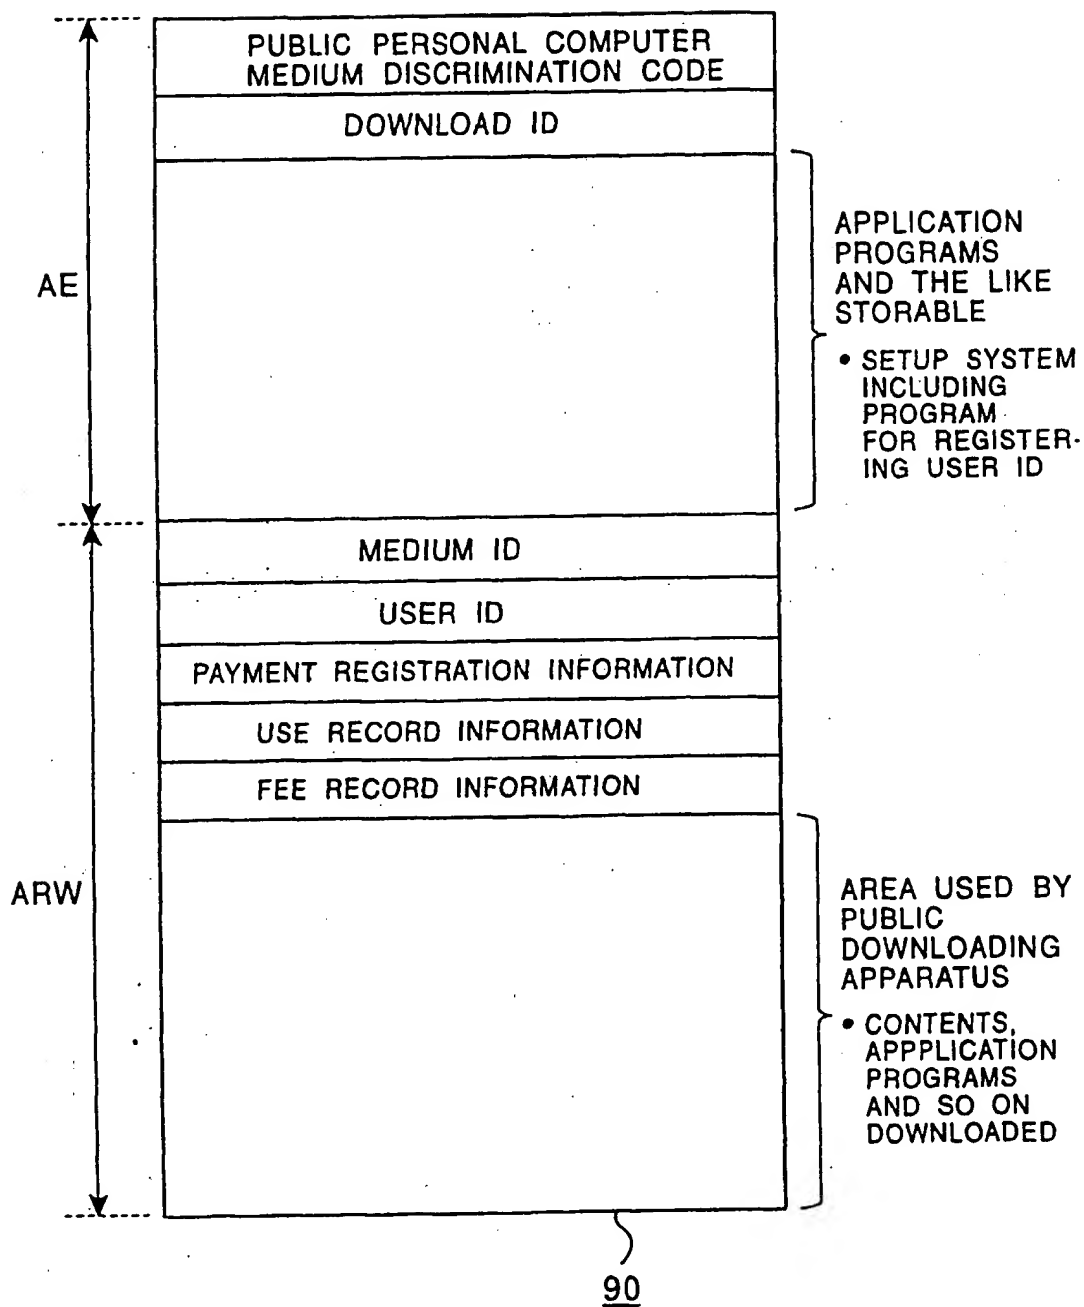 PUBLIC PERSONAL COMPUTER
MEDIUM DISCRIMINATION CODE
DOWNLOAD ID
AE
APPLICATION
PROGRAMS
AND THE LIKE
STORABLE
• SETUP SYSTEM
INCLUDING
PROGRAM
FOR REGISTER-
ING USER ID
MEDIUM ID
USER ID
PAYMENT REGISTRATION INFORMATION
USE RECORD INFORMATION
FEE RECORD INFORMATION
ARW
AREA USED BY
PUBLIC
DOWNLOADING
APPARATUS
• CONTENTS,
APPPLICATION
PROGRAMS
AND SO ON
DOWNLOADED
90